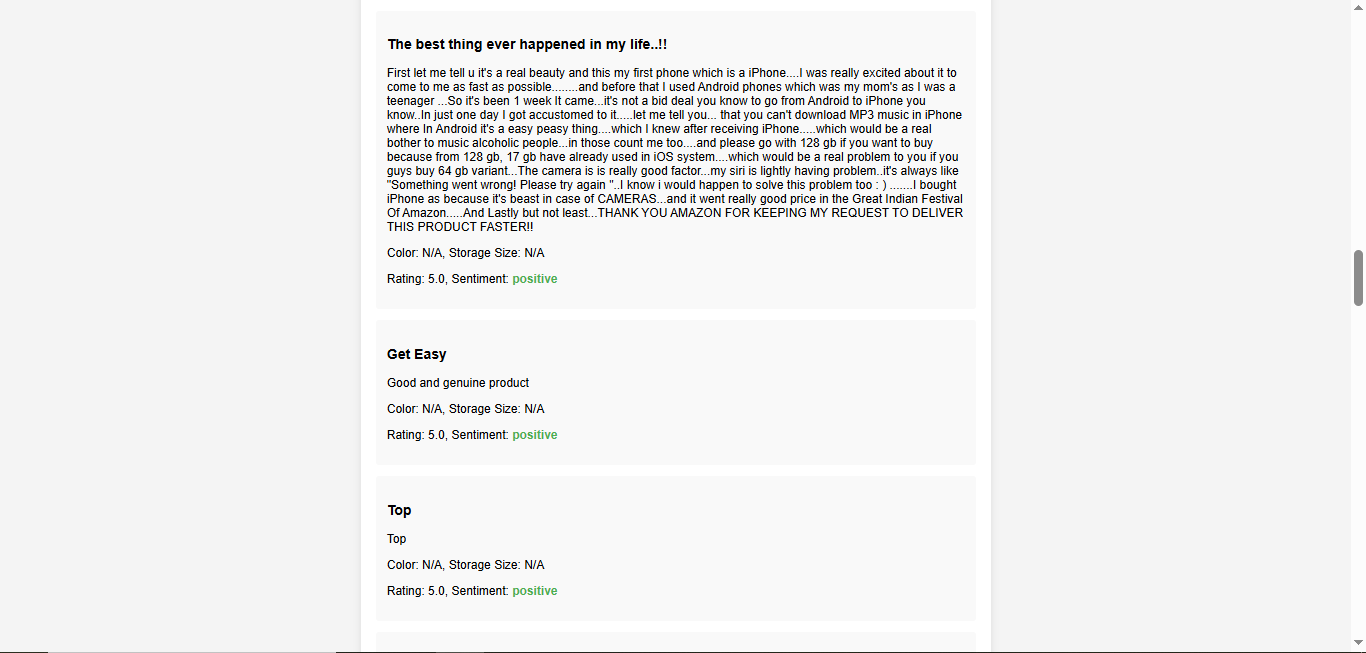 The best thing ever happened in my life..!!
First let me tell u it's a real beauty and this my first phone which is a iPhone....I was really excited about it to
come to me as fast as possible........and before that I used Android phones which was my mom's as I was a
teenager ...So it's been 1 week It came...it's not a bid deal you know to go from Android to iPhone you
know..In just one day I got accustomed to it.....let me tell you... that you can't download MP3 music in iPhone
where In Android it's a easy peasy thing....which I knew after receiving iPhone.....which would be a real
bother to music alcoholic people...in those count me too....and please go with 128 gb if you want to buy
because from 128 gb, 17 gb have already used in iOS system....which would be a real problem to you if you
guys buy 64 gb variant...The camera is is really good factor...my siri is lightly having problem..it's always like
"Something went wrong! Please try again "..I know i would happen to solve this problem too : ) .......I bought
iPhone as because it's beast in case of CAMERAS...and it went really good price in the Great Indian Festival
Of Amazon.....And Lastly but not least...THANK YOU AMAZON FOR KEEPING MY REQUEST TO DELIVER
THIS PRODUCT FASTER!!
Color: N/A, Storage Size: N/A
Rating: 5.0, Sentiment: positive
Get Easy
Good and genuine product
Color: N/A, Storage Size: N/A
Rating: 5.0, Sentiment: positive
Top
Top
Color: N/A, Storage Size: N/A
Rating: 5.0, Sentiment: positive